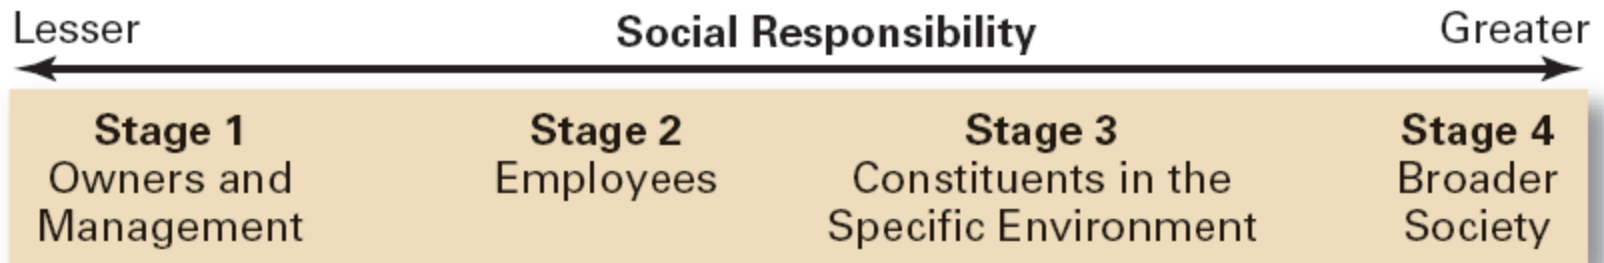 Lesser Social Responsibility Greater
Stage 1 Stage 2 Stage 3 Stage 4
Owners and Employees Constituents in the Broader
Management Specific Environment Society